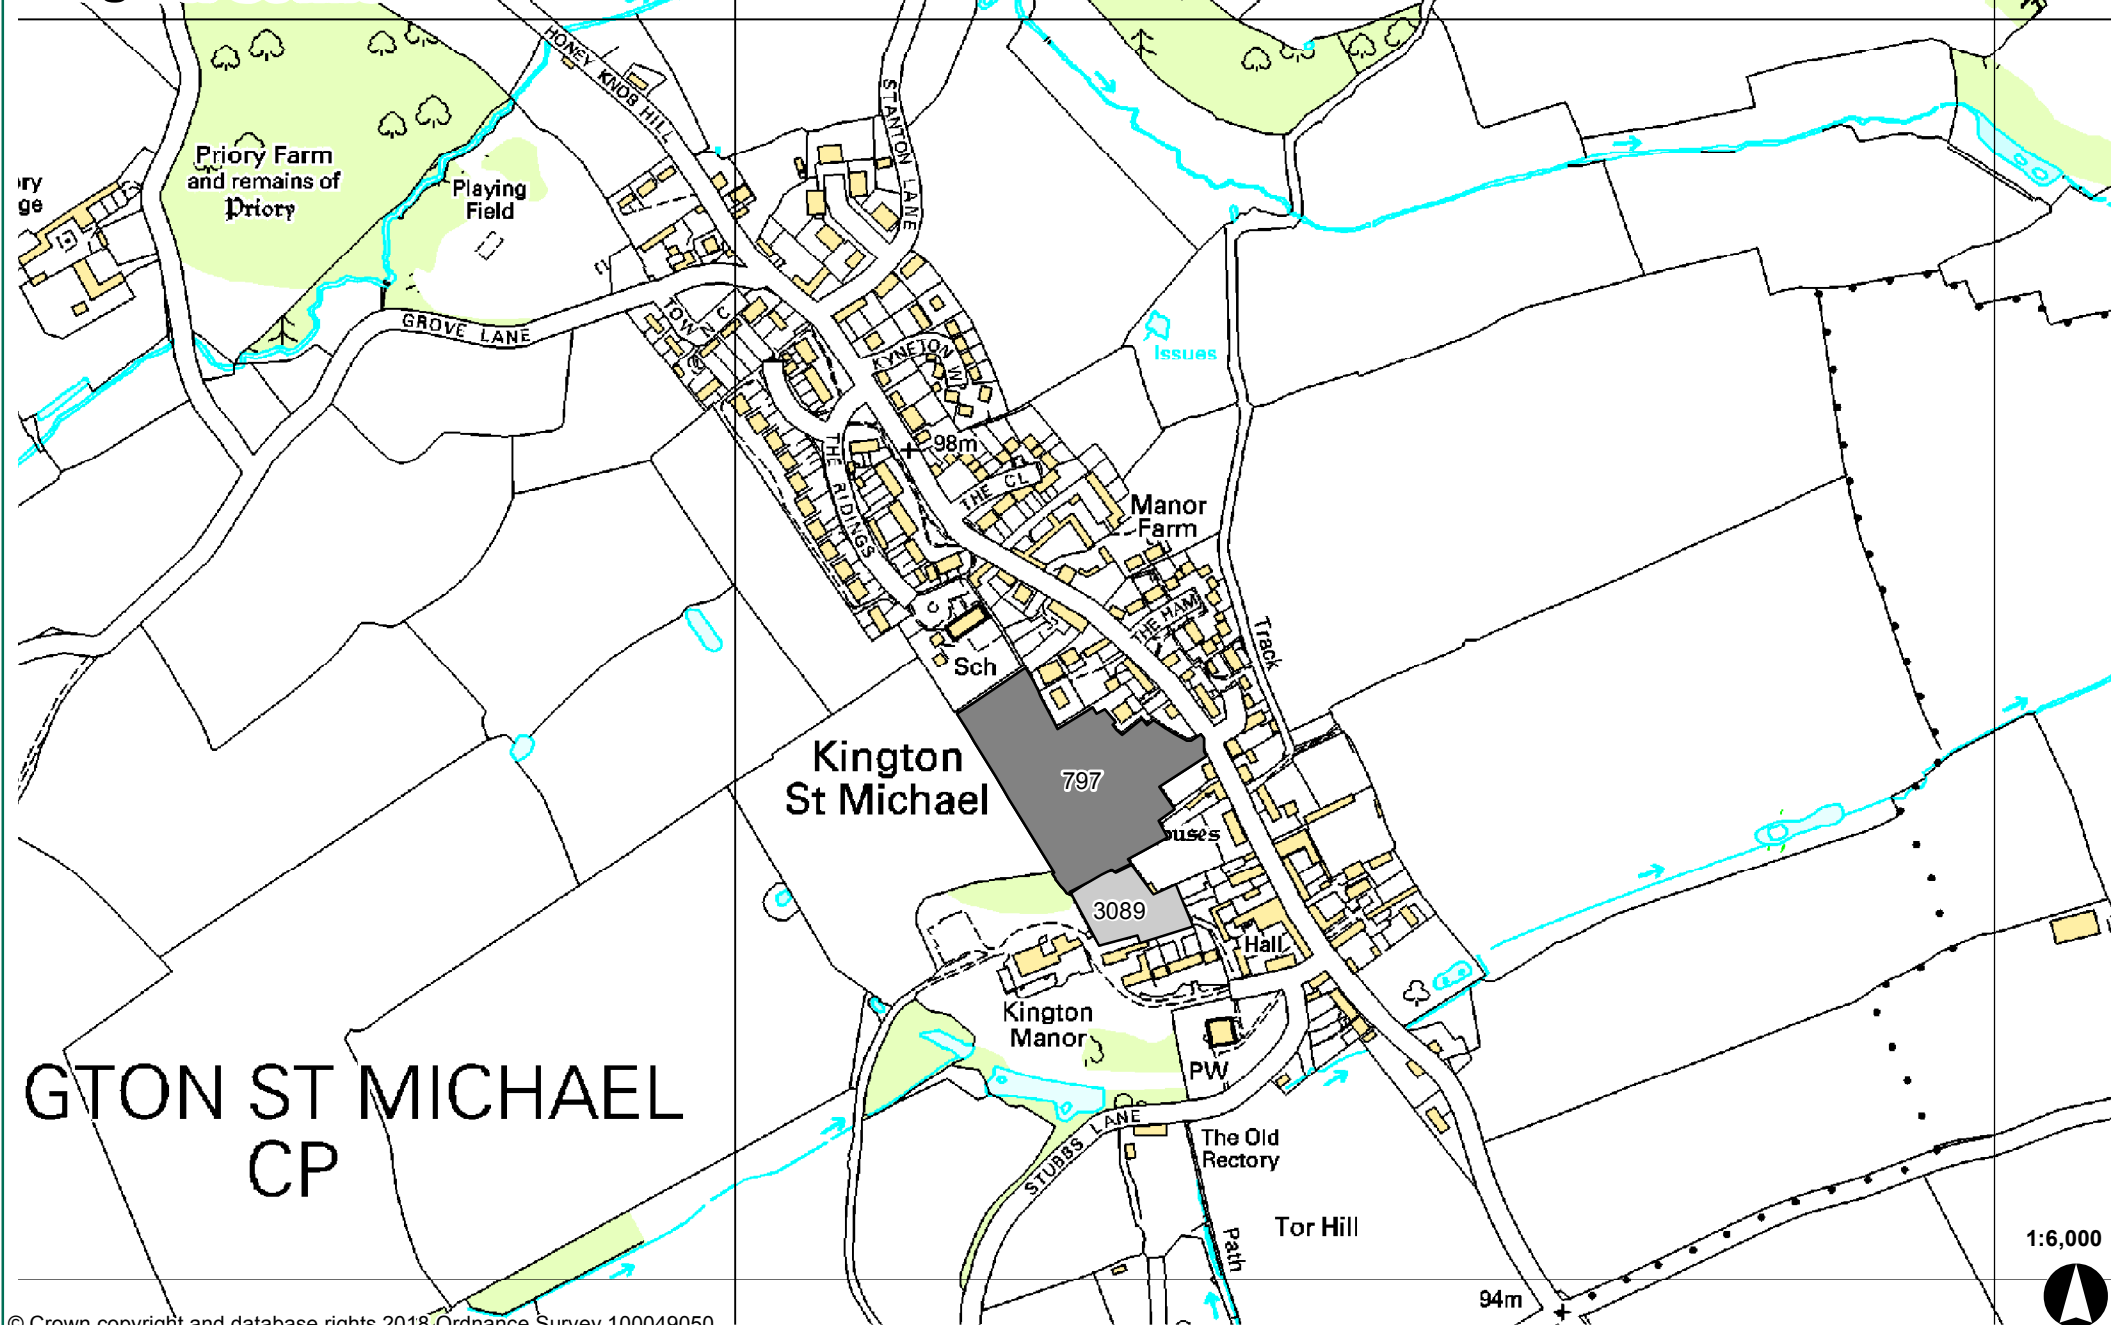 HONEY KNOB HILL
STANTON LANE
Priory Farm
and remains of
Priory
ory
ge
Playing
Field
GROVE LANE
KYNETON W
Issues
98m
THE RIDINGS
THE CL
Manor
Farm
C
THE HAM
Track
Sch
Kington
St Michael
797
ouses
3089
Hall
Kington
Manor
PW
GTON ST MICHAEL
CP
STUBBS LANE
The Old
Rectory
Tor Hill
Path
1:6,000
94m
© Crown copyright and database rights 2018 Ordnance Survey 100049050